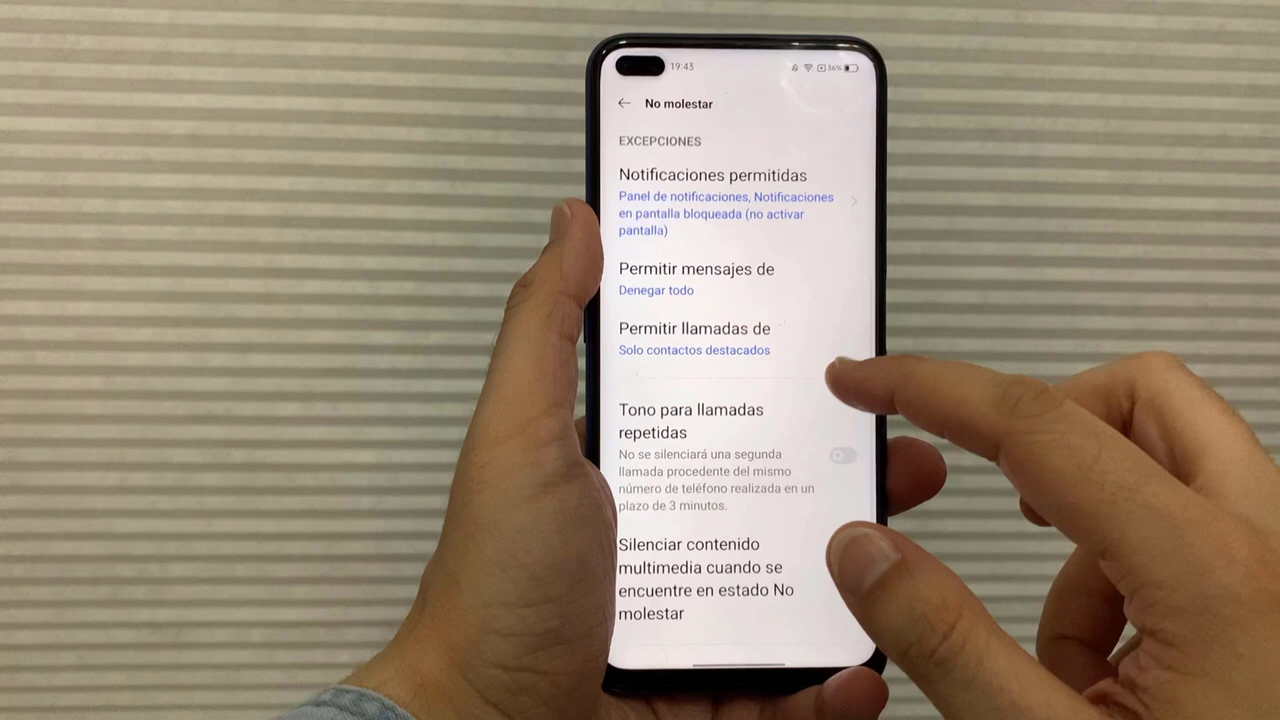 19:43
36%
No molestar
EXCEPCIONES
Notificaciones permitidas
Panel de notificaciones, Notificaciones
en pantalla bloqueada (no activar
pantalla)
Permitir mensajes de
Denegar todo
Permitir llamadas de
Solo contactos destacados
Tono para llamadas
repetidas
No se silenciará una segunda
llamada procedente del mismo
número de teléfono realizada en un
plazo de 3 minutos.
Silenciar contenido
multimedia cuando se
encuentre en estado No
molestar